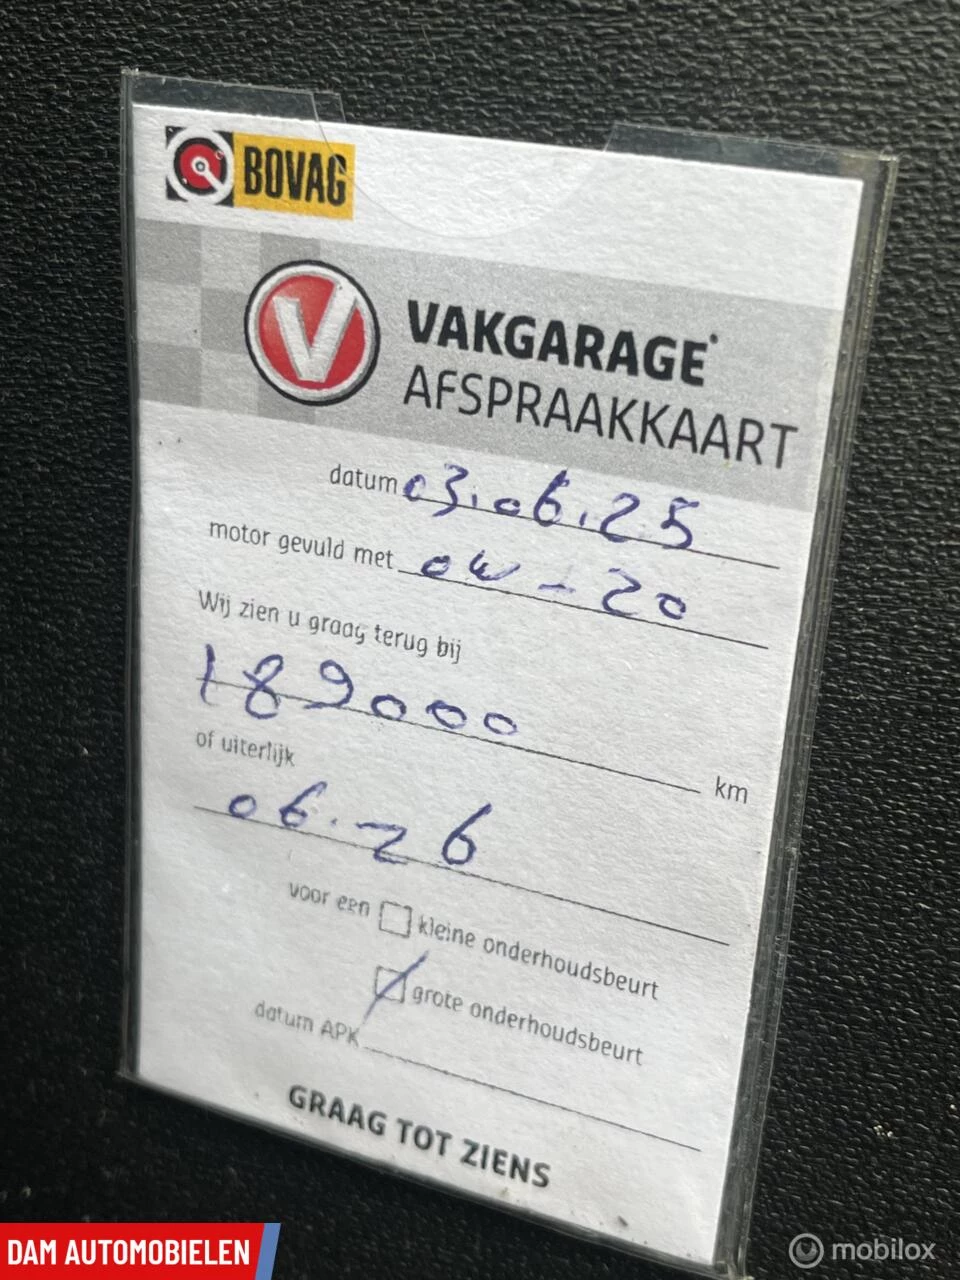 BOVAG
VAKGARAGE
AFSPRAAKKAART
datum 03.06.25
motor gevuld met 0W-20
Wij zien u graag terug bij
189000 km
of uiterlijk
06.26
voor een kleine onderhoudsbeurt
grote onderhoudsbeurt
datum APK
GRAAG TOT ZIENS
DAM AUTOMOBIELEN
mobilox